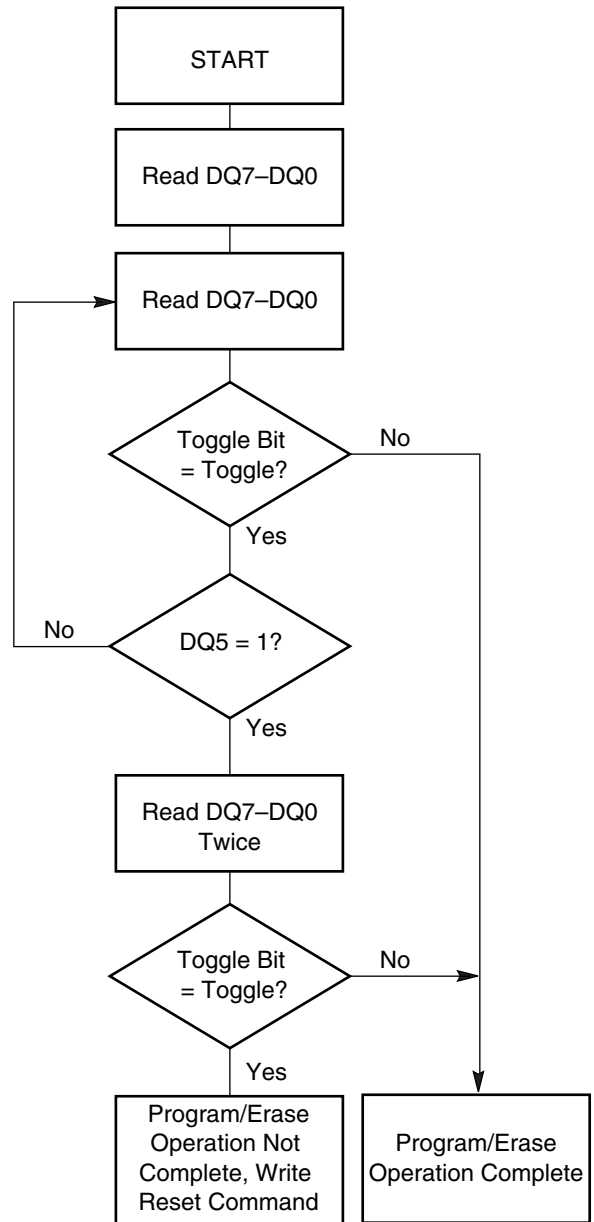 START
Read DQ7–DQ0
Read DQ7–DQ0
Toggle Bit
= Toggle?
No
Yes
No
DQ5 = 1?
Yes
Read DQ7–DQ0
Twice
Toggle Bit
= Toggle?
No
Yes
Program/Erase
Operation Not
Complete, Write
Reset Command
Program/Erase
Operation Complete